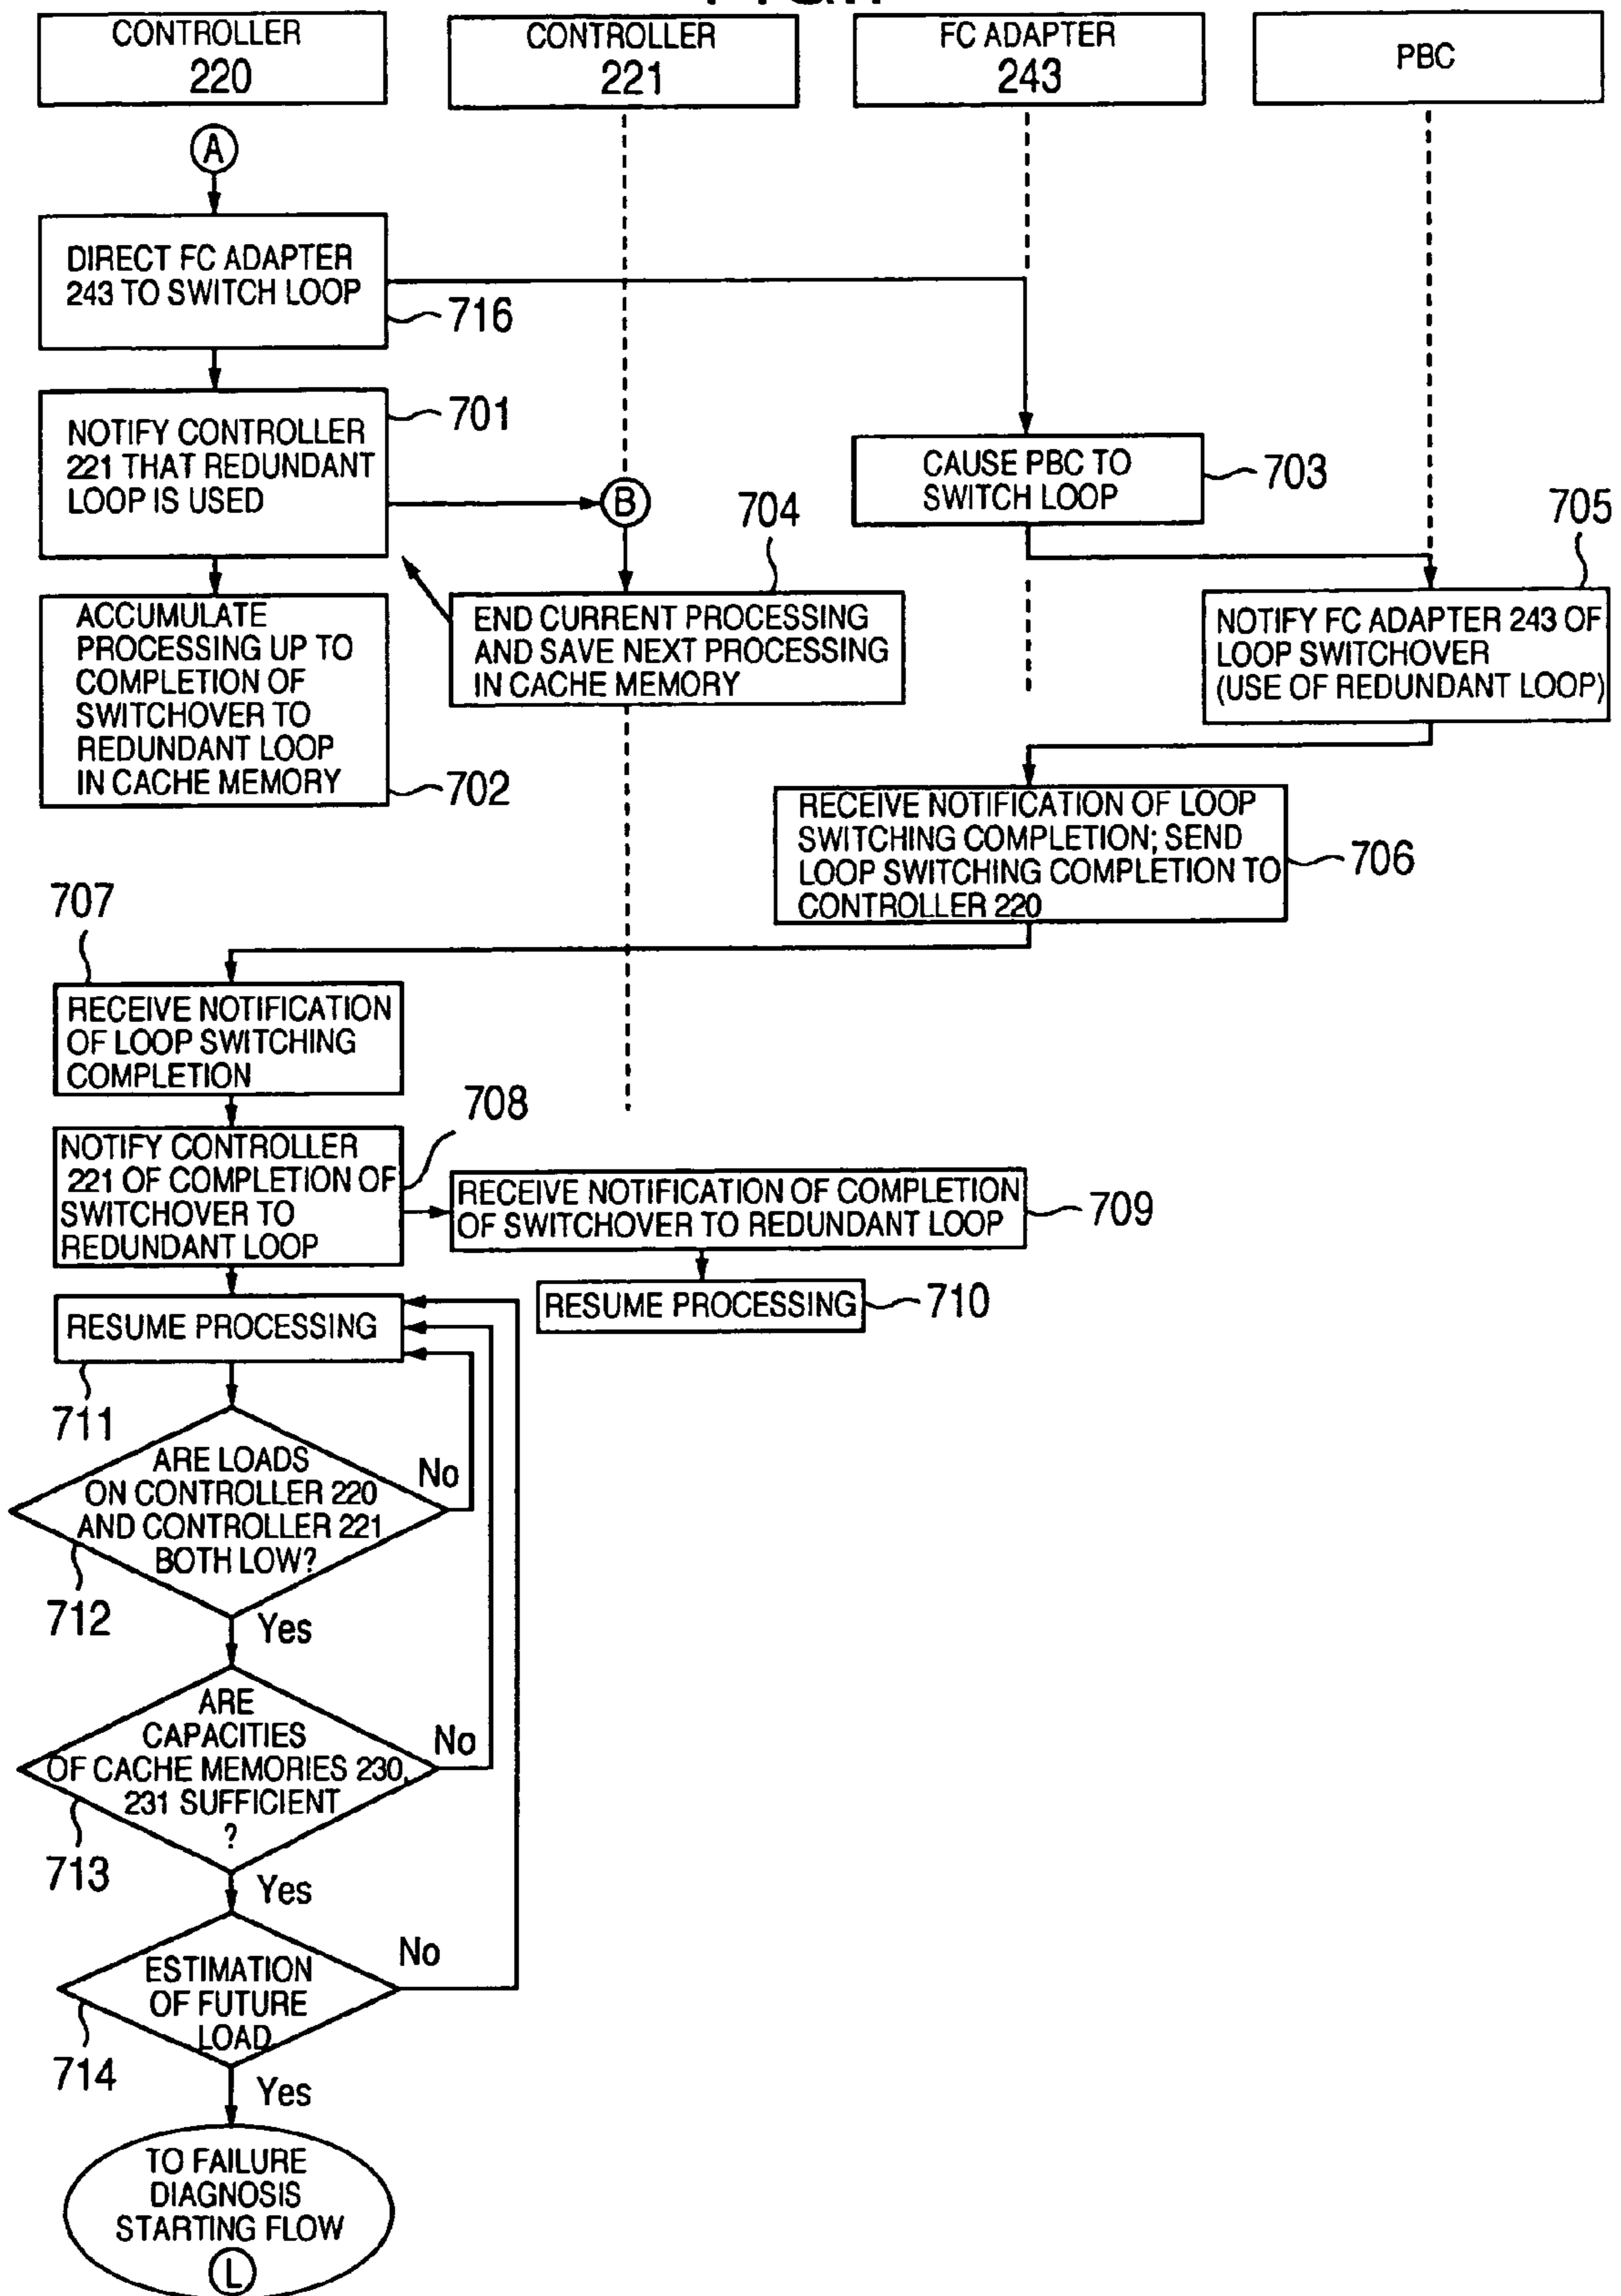 CONTROLLER
220
CONTROLLER
221
FC ADAPTER
243
PBC
A
DIRECT FC ADAPTER
243 TO SWITCH LOOP
716
NOTIFY CONTROLLER
221 THAT REDUNDANT
LOOP IS USED
701
B
CAUSE PBC TO
SWITCH LOOP
703
704
705
ACCUMULATE
PROCESSING UP TO
COMPLETION OF
SWITCHOVER TO
REDUNDANT LOOP
IN CACHE MEMORY
702
END CURRENT PROCESSING
AND SAVE NEXT PROCESSING
IN CACHE MEMORY
NOTIFY FC ADAPTER 243 OF
LOOP SWITCHOVER
(USE OF REDUNDANT LOOP)
RECEIVE NOTIFICATION OF LOOP
SWITCHING COMPLETION; SEND
LOOP SWITCHING COMPLETION TO
CONTROLLER 220
706
707
RECEIVE NOTIFICATION
OF LOOP SWITCHING
COMPLETION
708
NOTIFY CONTROLLER
221 OF COMPLETION OF
SWITCHOVER TO
REDUNDANT LOOP
RECEIVE NOTIFICATION OF COMPLETION
OF SWITCHOVER TO REDUNDANT LOOP
709
RESUME PROCESSING
710
RESUME PROCESSING
711
ARE LOADS
ON CONTROLLER 220
AND CONTROLLER 221
BOTH LOW?
No
712
Yes
ARE
CAPACITIES
OF CACHE MEMORIES 230,
231 SUFFICIENT
?
No
713
Yes
ESTIMATION
OF FUTURE
LOAD
No
714
Yes
TO FAILURE
DIAGNOSIS
STARTING FLOW
L